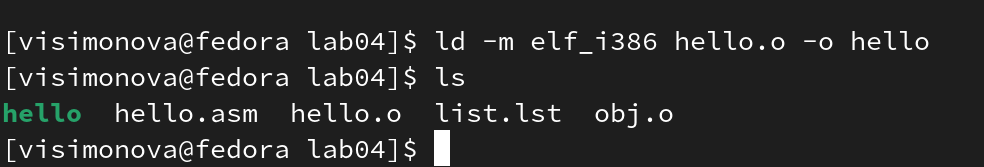 [visimonova@fedora lab04]$ ld -m elf_i386 hello.o -o hello
[visimonova@fedora lab04]$ ls
hello  hello.asm  hello.o  list.lst  obj.o
[visimonova@fedora lab04]$